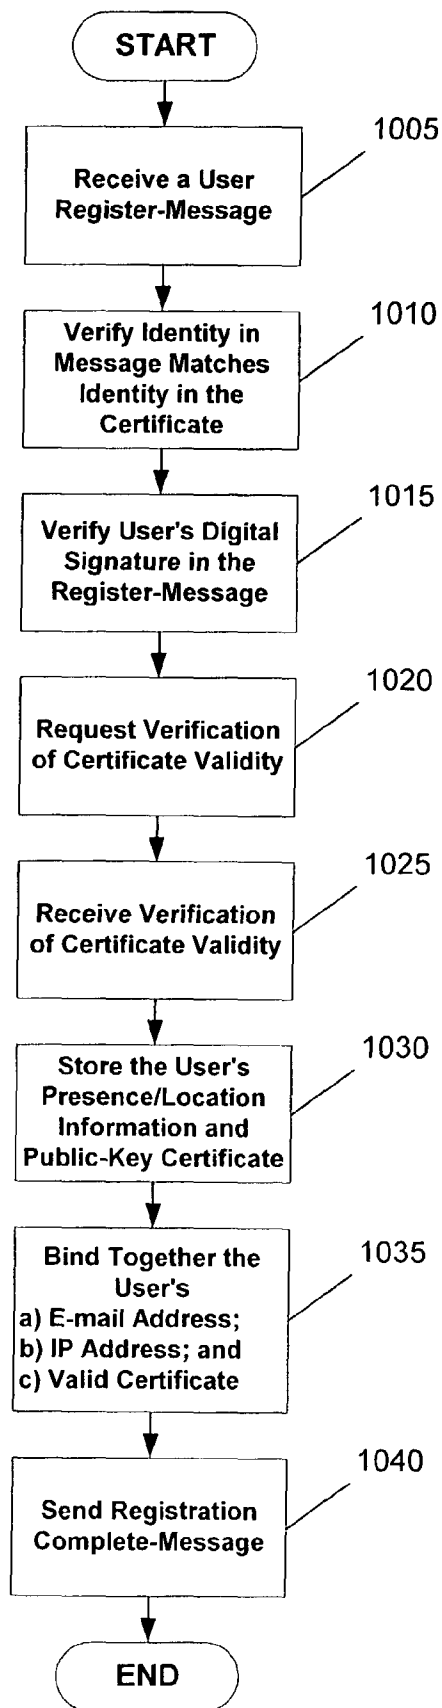 START
1005
Receive a User
Register-Message
1010
Verify Identity in
Message Matches
Identity in the
Certificate
1015
Verify User's Digital
Signature in the
Register-Message
1020
Request Verification
of Certificate Validity
1025
Receive Verification
of Certificate Validity
1030
Store the User's
Presence/Location
Information and
Public-Key Certificate
1035
Bind Together the
User's
a) E-mail Address;
b) IP Address; and
c) Valid Certificate
1040
Send Registration
Complete-Message
END